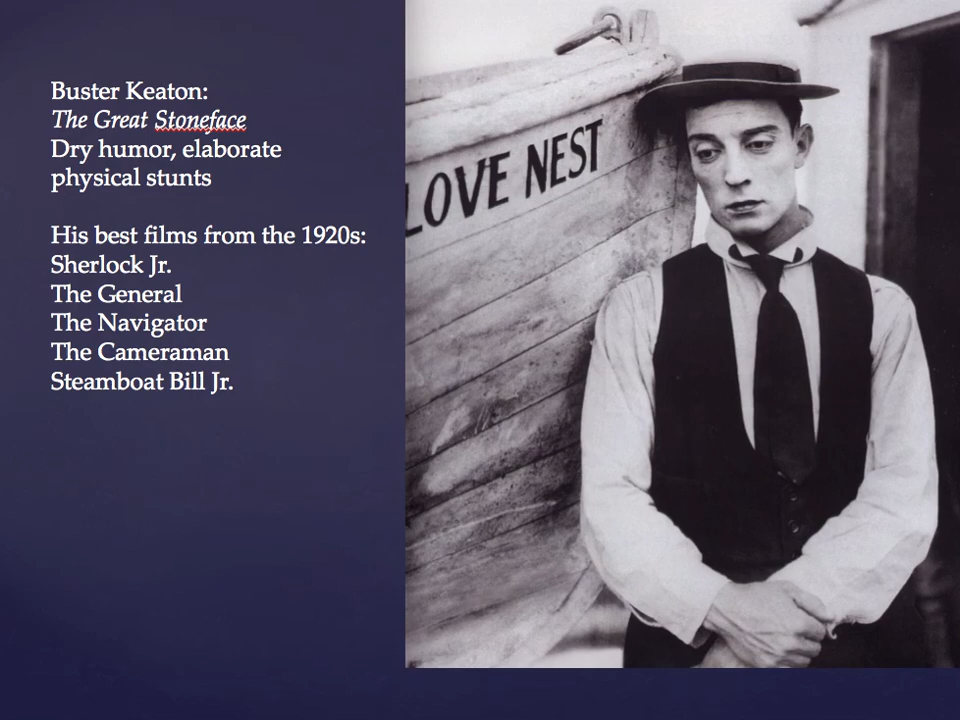 Buster Keaton:
The Great Stoneface
Dry humor, elaborate
physical stunts
His best films from the 1920s:
Sherlock Jr.
The General
The Navigator
The Cameraman
Steamboat Bill Jr.
LOVE NEST